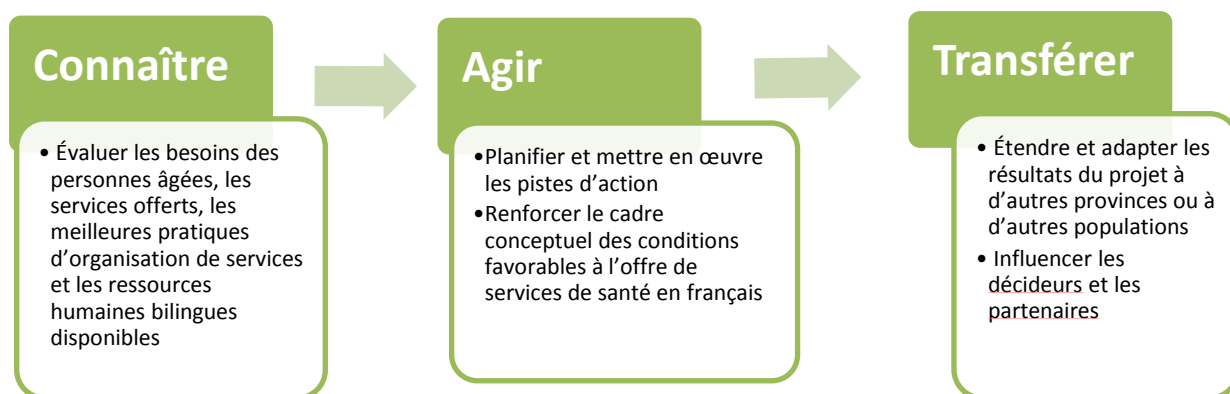 Connaître
• Évaluer les besoins des
personnes âgées, les
services offerts, les
meilleures pratiques
d’organisation de services
et les ressources
humaines bilingues
disponibles
Agir
•Planifier et mettre en œuvre
les pistes d’action
•Renforcer le cadre
conceptuel des conditions
favorables à l’offre de
services de santé en français
Transférer
• Étendre et adapter les
résultats du projet à
d’autres provinces ou à
d’autres populations
• Influencer les
décideurs et les
partenaires